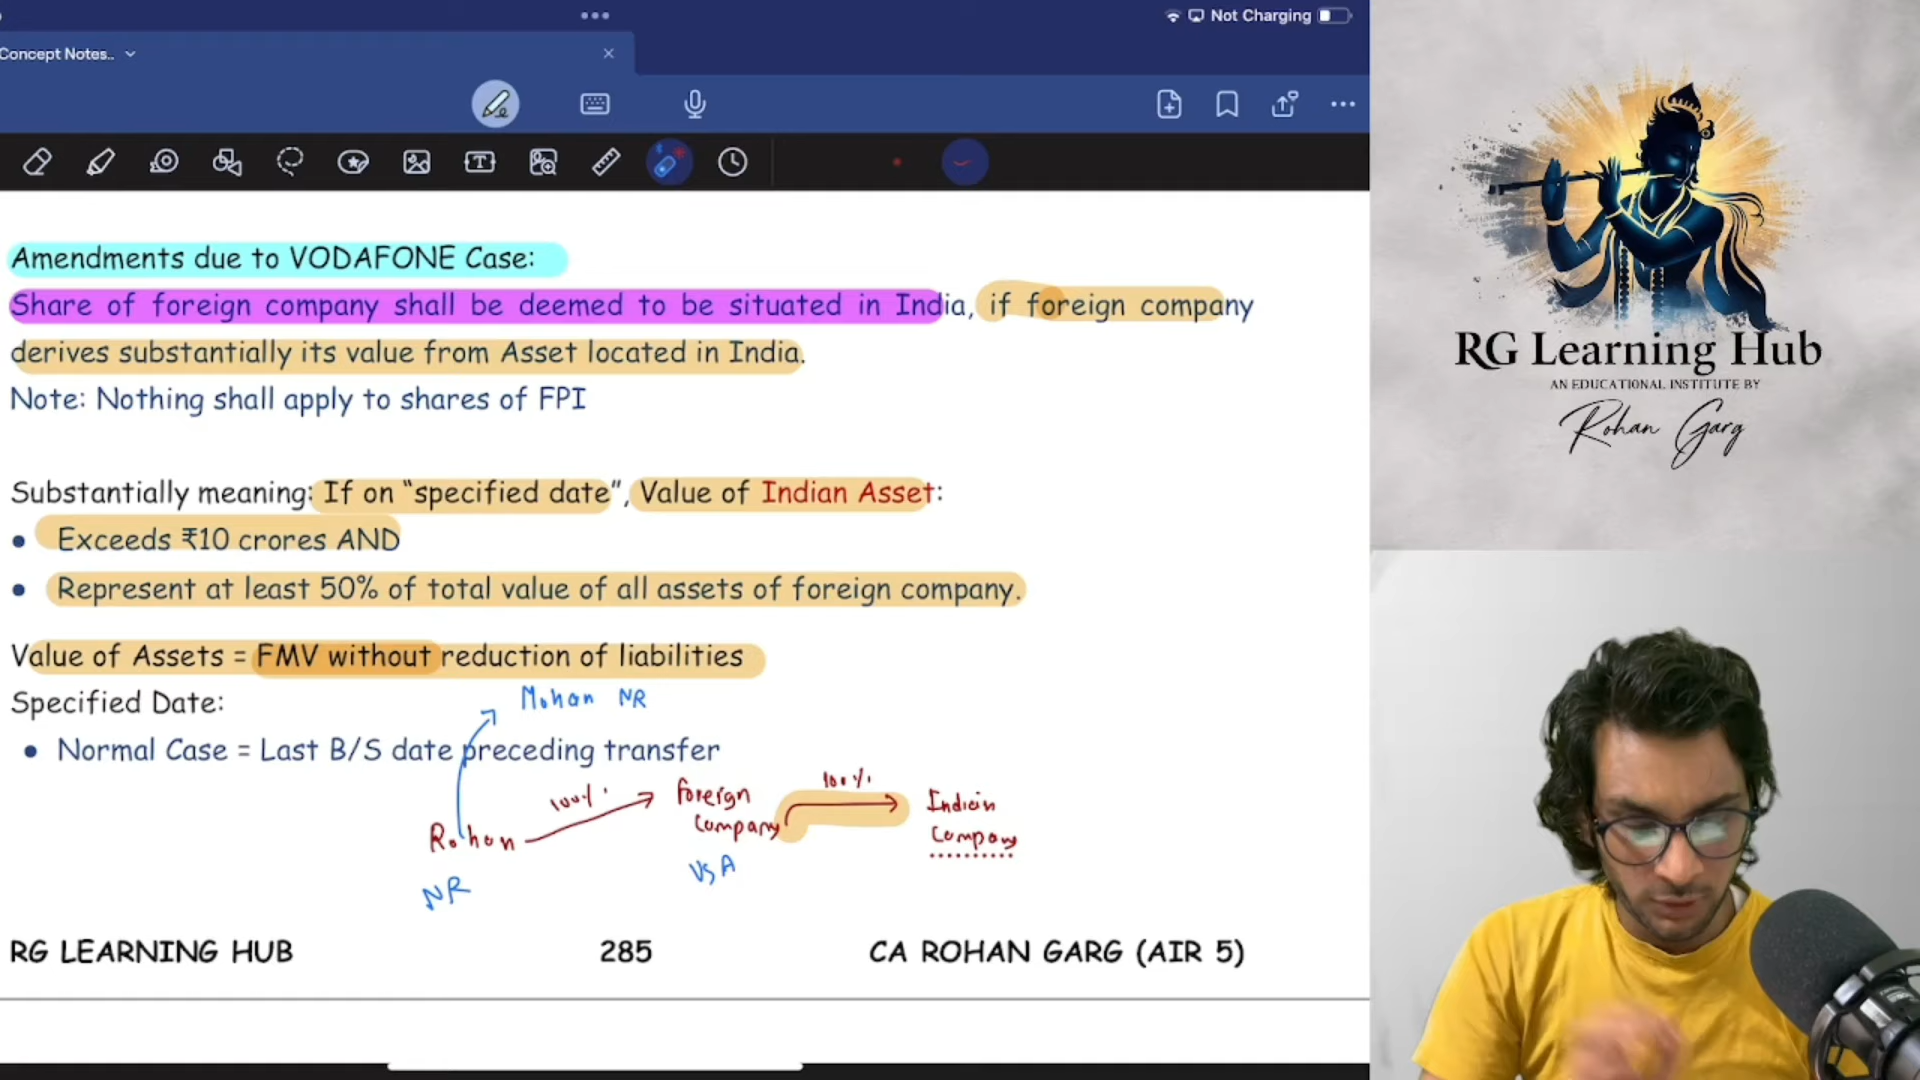 Not Charging
Concept Notes..
Amendments due to VODAFONE Case:
Share of foreign company shall be deemed to be situated in India, if foreign company
derives substantially its value from Asset located in India.
Note: Nothing shall apply to shares of FPI
Substantially meaning: If on “specified date”, Value of Indian Asset:
• Exceeds ₹10 crores AND
• Represent at least 50% of total value of all assets of foreign company.
Value of Assets = FMV without reduction of liabilities
Specified Date:
Mohan NR
• Normal Case = Last B/S date preceding transfer
100%
Foreign
Company
100%
Indian
Company
Rohan
USA
NR
RG LEARNING HUB 285 CA ROHAN GARG (AIR 5)
RG Learning Hub
AN EDUCATIONAL INSTITUTE BY
Rohan Garg